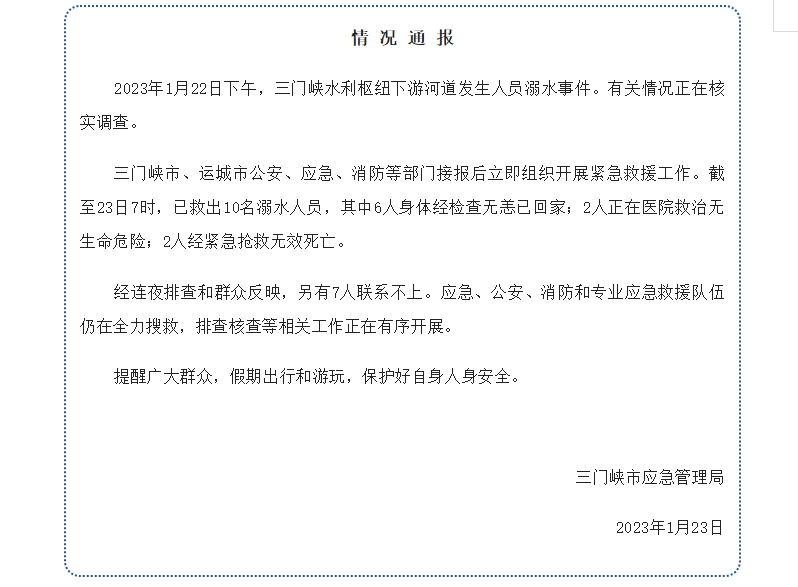 情 况 通 报
2023年1月22日下午，三门峡水利枢纽下游河道发生人员溺水事件。有关情况正在核
实调查。
三门峡市、运城市公安、应急、消防等部门接报后立即组织开展紧急救援工作。截
至23日7时，已救出10名溺水人员，其中6人身体经检查无恙已回家；2人正在医院救治无
生命危险；2人经紧急抢救无效死亡。
经连夜排查和群众反映，另有7人联系不上。应急、公安、消防和专业应急救援队伍
仍在全力搜救，排查核查等相关工作正在有序开展。
提醒广大群众，假期出行和游玩，保护好自身人身安全。
三门峡市应急管理局
2023年1月23日